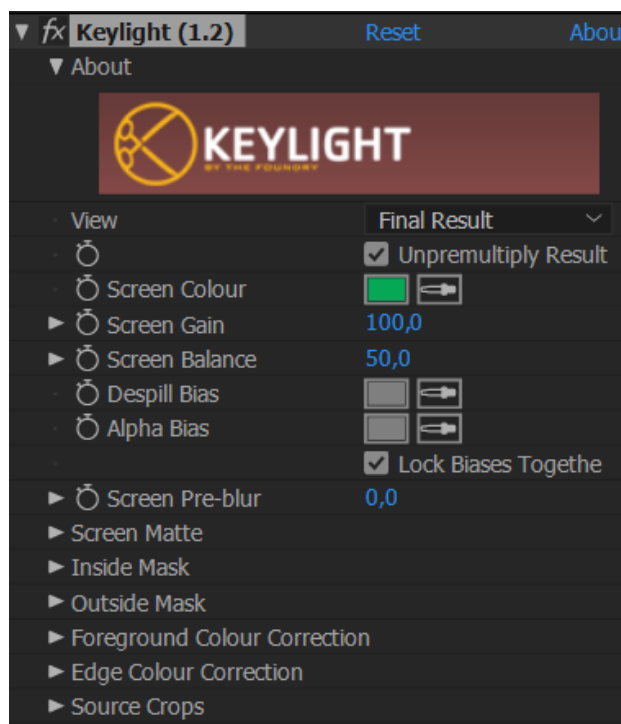 fx Keylight (1.2) Reset Abou
About
KEYLIGHT
BY THE FOUNDRY
View Final Result
Unpremultiply Result
Screen Colour
Screen Gain 100,0
Screen Balance 50,0
Despill Bias
Alpha Bias
Lock Biases Togethe
Screen Pre-blur 0,0
Screen Matte
Inside Mask
Outside Mask
Foreground Colour Correction
Edge Colour Correction
Source Crops